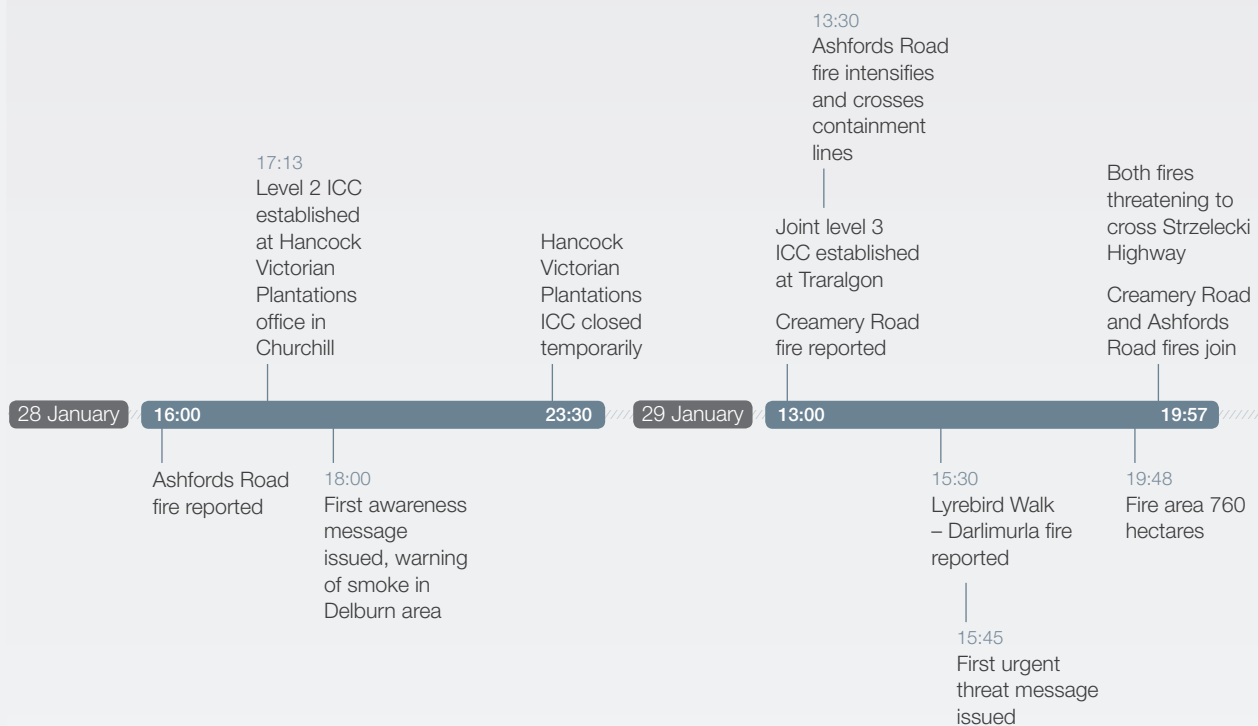 17:13
Level 2 ICC
established
at Hancock
Victorian
Plantations
office in
Churchill
Hancock
Victorian
Plantations
ICC closed
temporarily
13:30
Ashfords Road
fire intensifies
and crosses
containment
lines
Joint level 3
ICC established
at Traralgon
Creamery Road
fire reported
Both fires
threatening to
cross Strzelecki
Highway
Creamery Road
and Ashfords
Road fires join
28 January
16:00
23:30
29 January
13:00
19:57
Ashfords Road
fire reported
18:00
First awareness
message
issued, warning
of smoke in
Delburn area
15:30
Lyrebird Walk
– Darlimurla fire
reported
15:45
First urgent
threat message
issued
19:48
Fire area 760
hectares